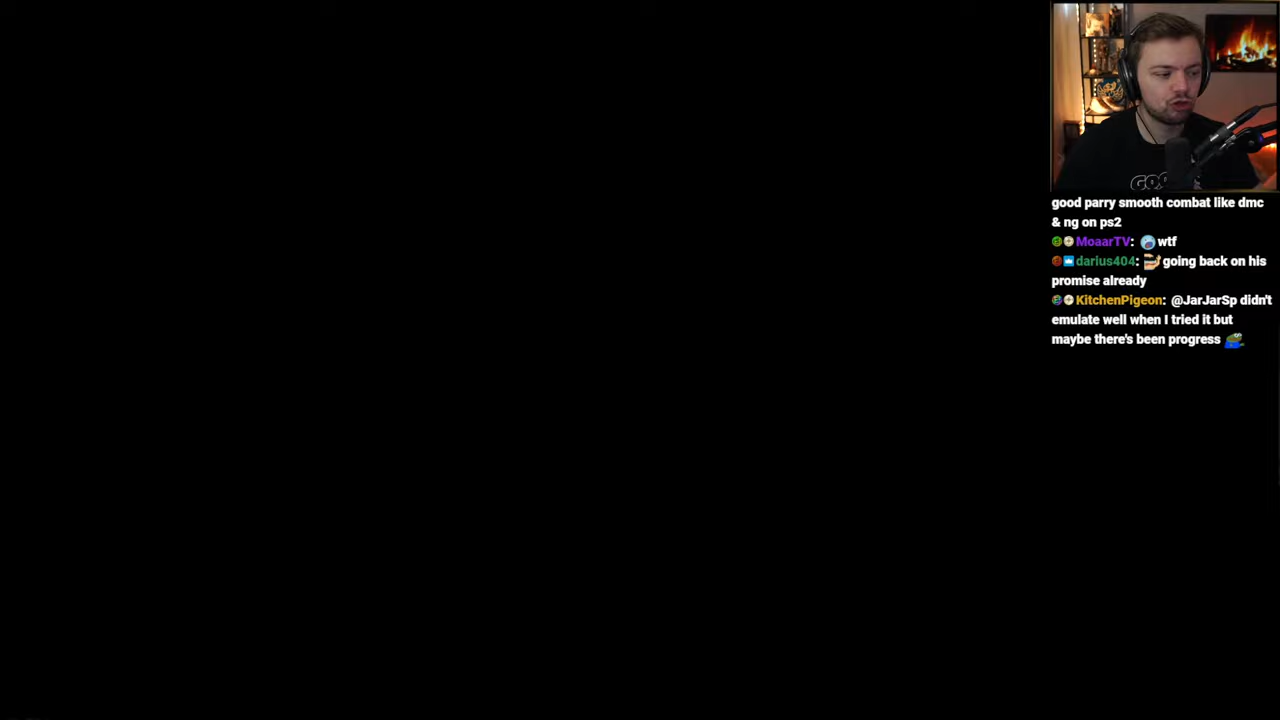 good parry smooth combat like dmc
& ng on ps2
MoaarTV: wtf
darius404: going back on his
promise already
KitchenPigeon: @JarJarSp didn't
emulate well when I tried it but
maybe there's been progress